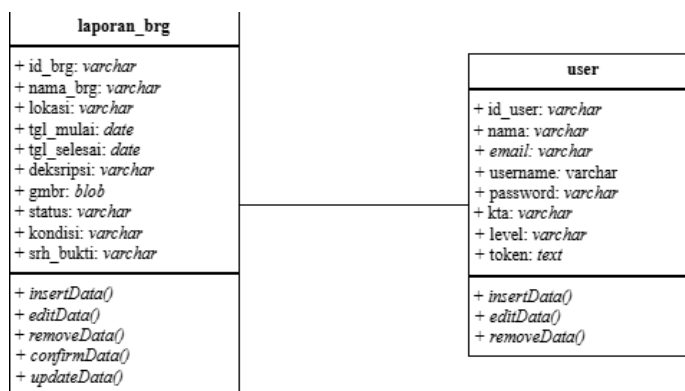 laporan_brg
+ id_brg: varchar
+ nama_brg: varchar
+ lokasi: varchar
+ tgl_mulai: date
+ tgl_selesai: date
+ deksripsi: varchar
+ gmbr: blob
+ status: varchar
+ kondisi: varchar
+ srh_bukti: varchar
+ insertData()
+ editData()
+ removeData()
+ confirmData()
+ updateData()
user
+ id_user: varchar
+ nama: varchar
+ email: varchar
+ username: varchar
+ password: varchar
+ kta: varchar
+ level: varchar
+ token: text
+ insertData()
+ editData()
+ removeData()